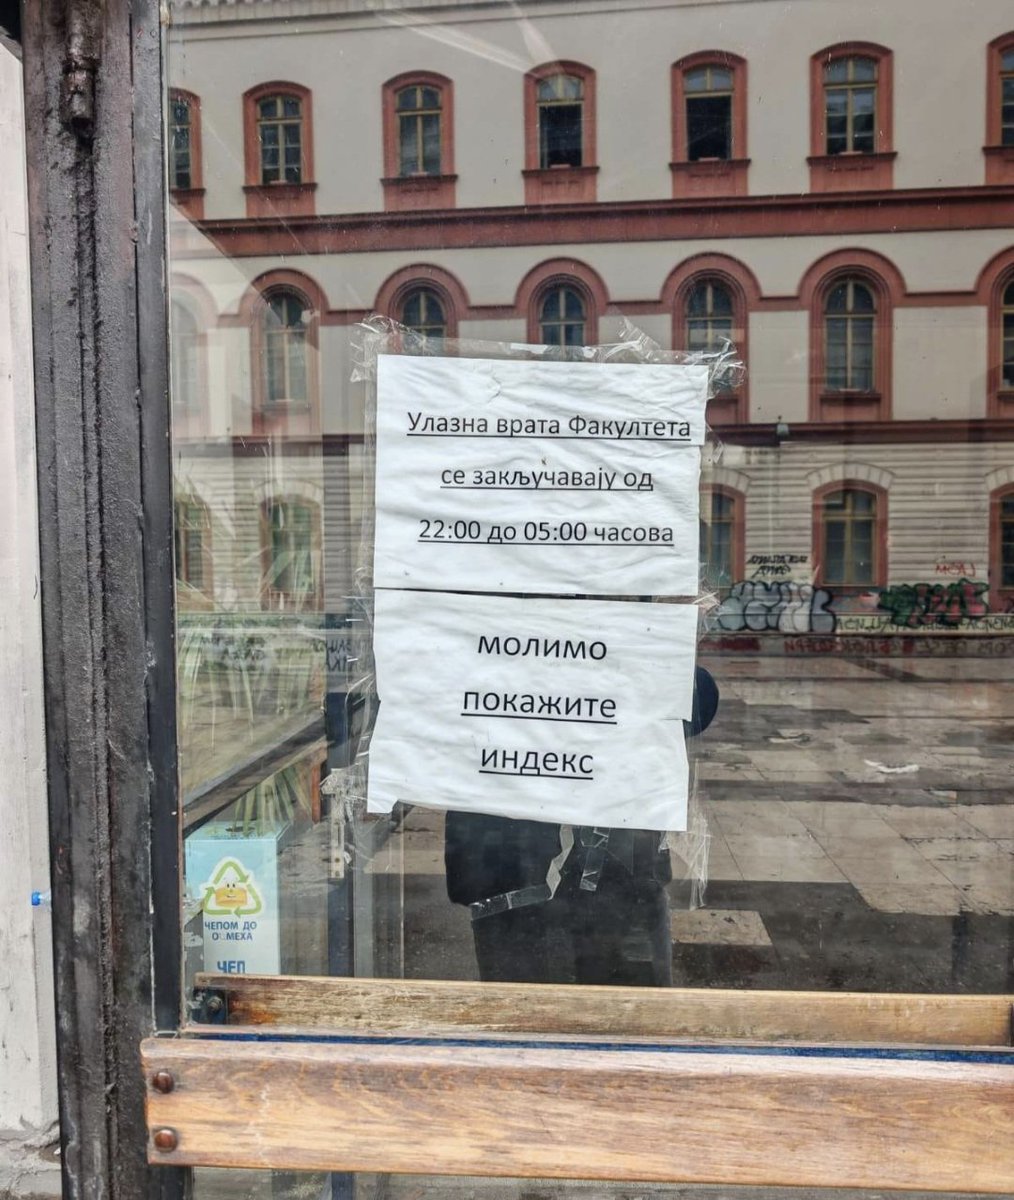 Улазна врата Факултета
се закључавају од
22:00 до 05:00 часова
молимо
покажите
индекс
ЧЕПОМ ДО
ЧЕП